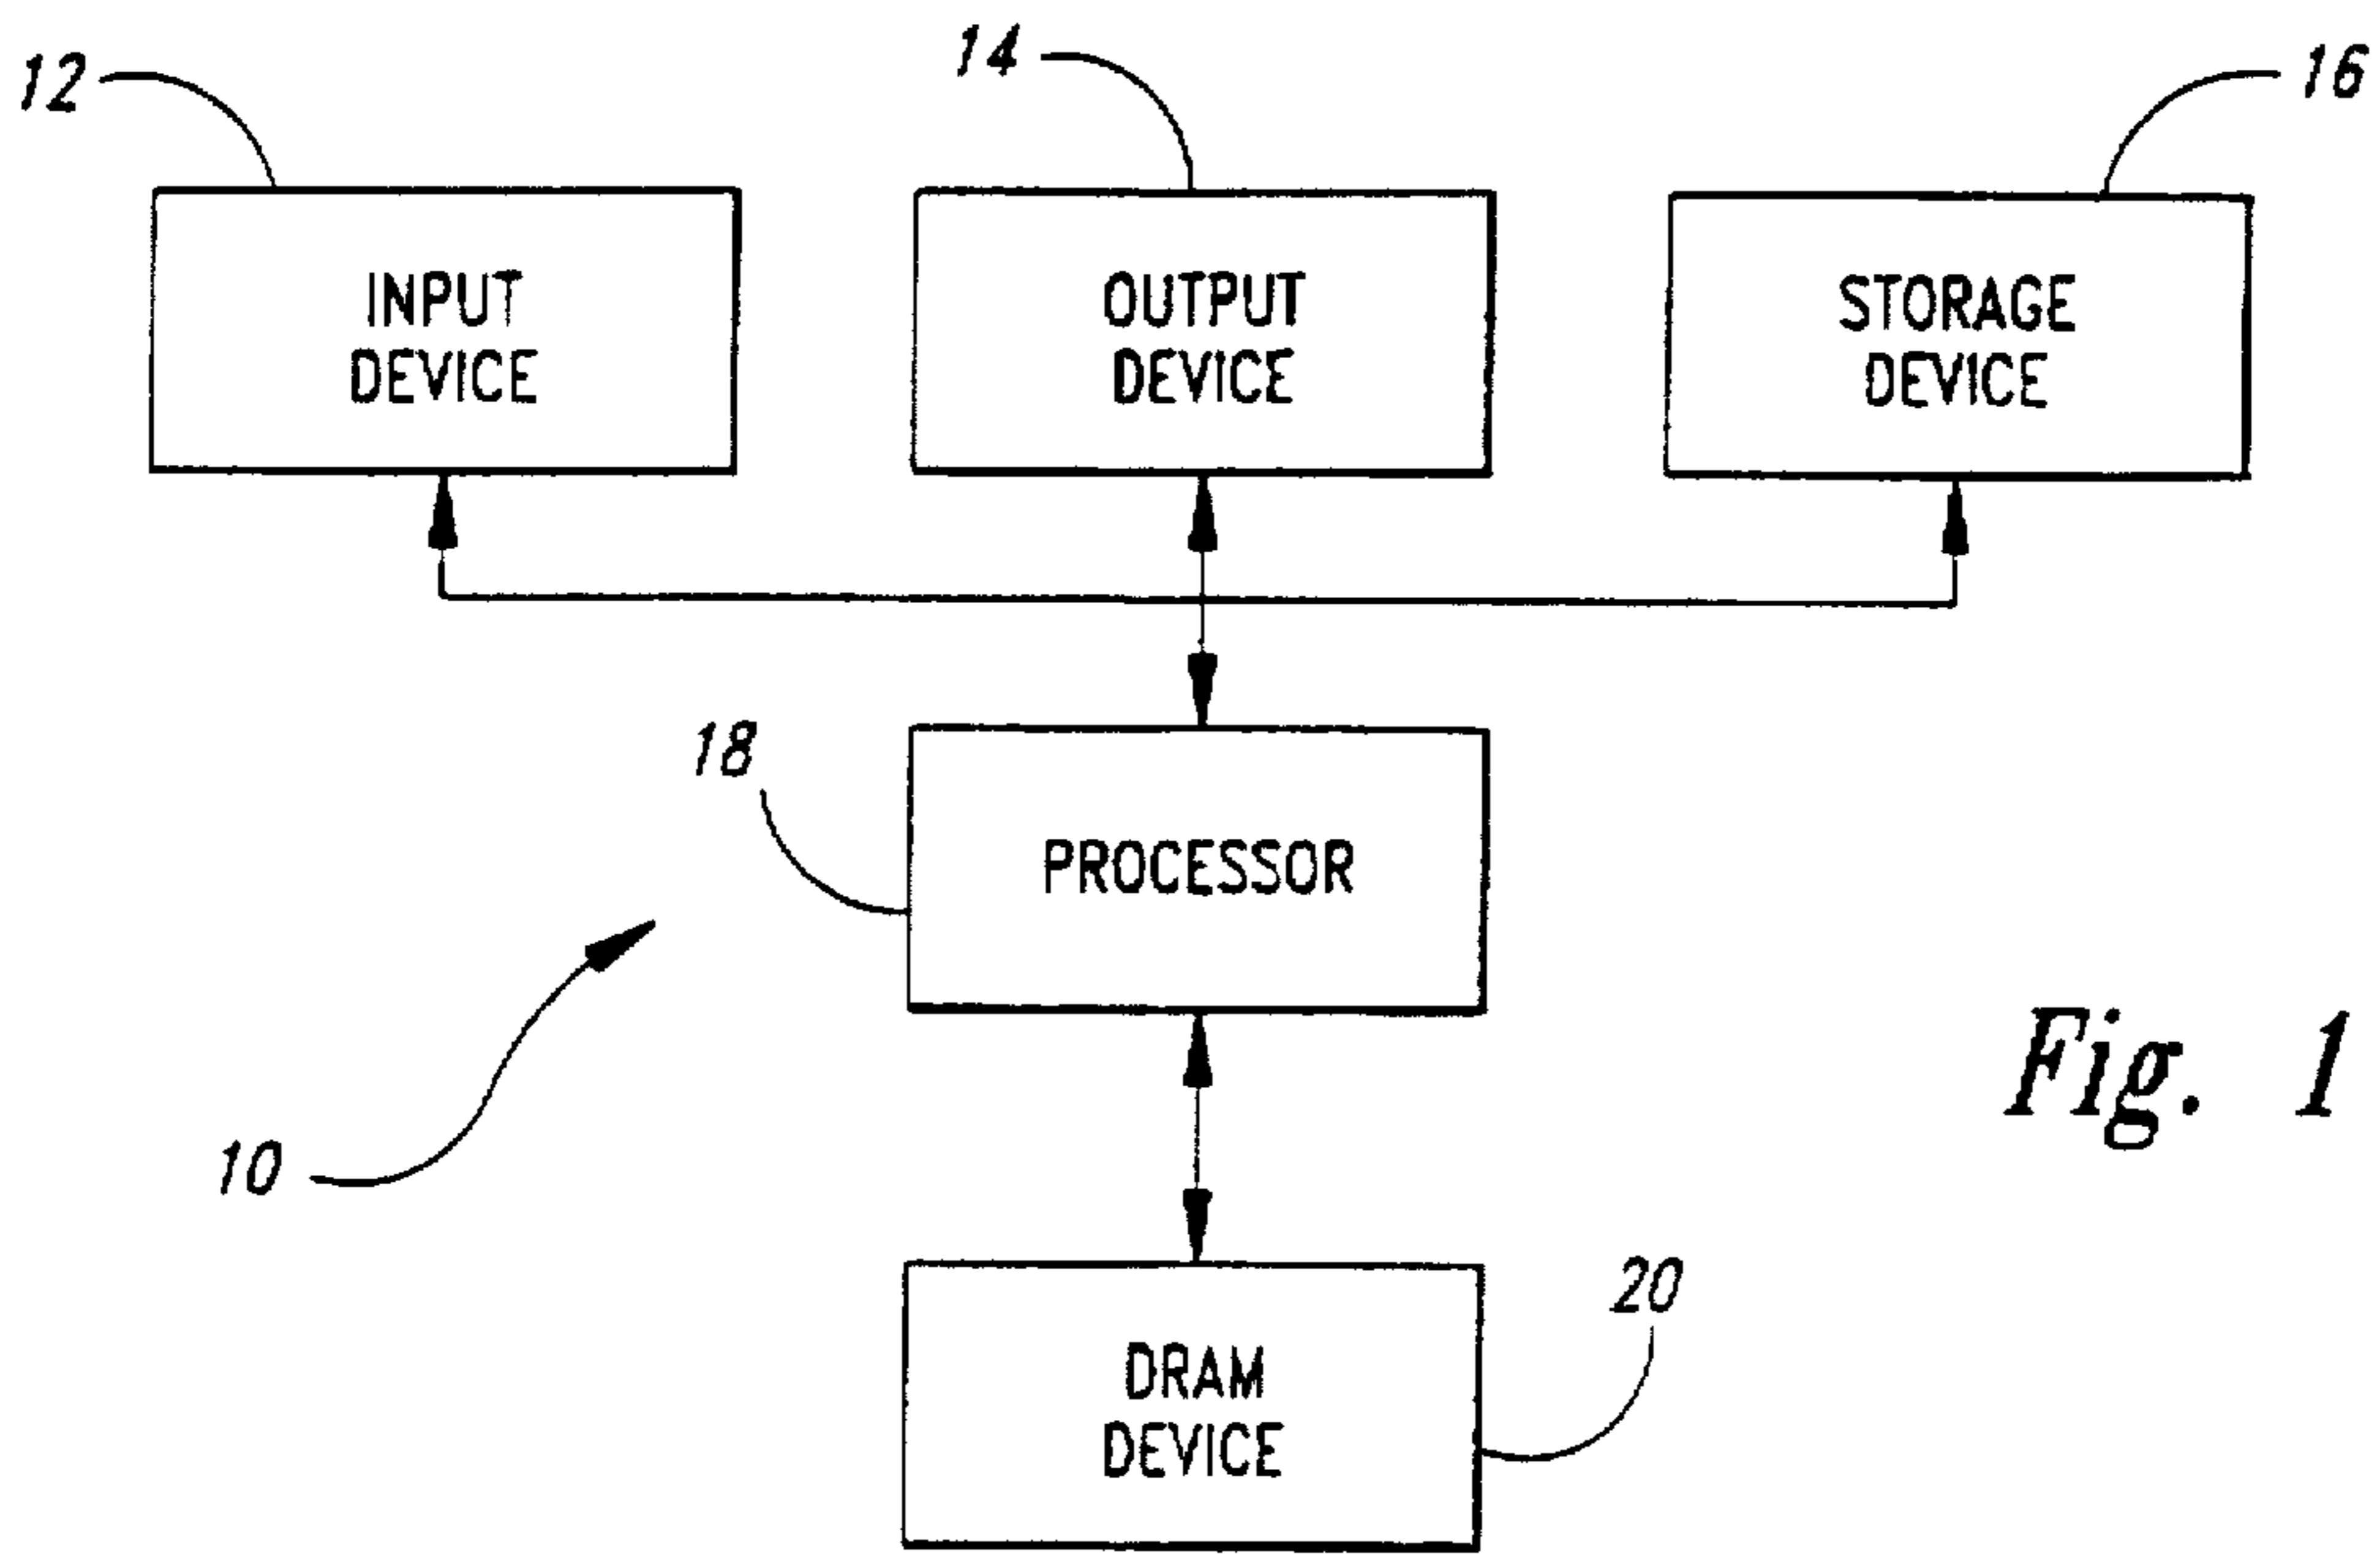 12
14
16
INPUT
DEVICE
OUTPUT
DEVICE
STORAGE
DEVICE
18
PROCESSOR
10
Fig. 1
20
DRAM
DEVICE